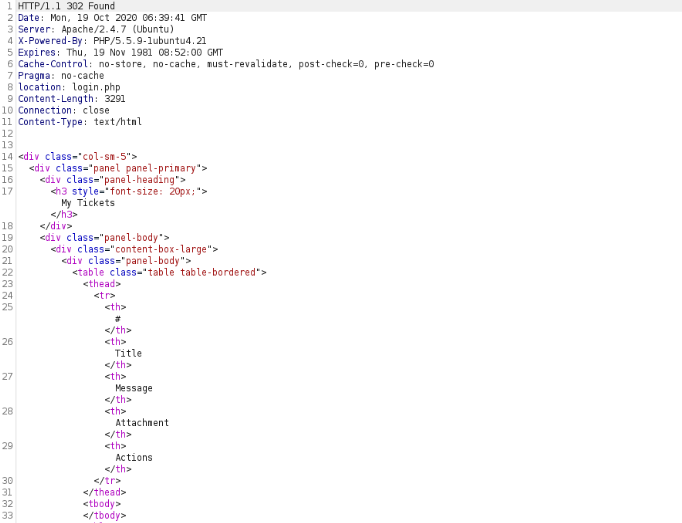 1 HTTP/1.1 302 Found
2 Date: Mon, 19 Oct 2020 06:39:41 GMT
3 Server: Apache/2.4.7 (Ubuntu)
4 X-Powered-By: PHP/5.5.9-1ubuntu4.21
5 Expires: Thu, 19 Nov 1981 08:52:00 GMT
6 Cache-Control: no-store, no-cache, must-revalidate, post-check=0, pre-check=0
7 Pragma: no-cache
8 location: login.php
9 Content-Length: 3291
10 Connection: close
11 Content-Type: text/html
12
13
14 <div class="col-sm-5">
15 <div class="panel panel-primary">
16 <div class="panel-heading">
17 <h3 style="font-size: 20px;">
My Tickets
</h3>
18 </div>
19 <div class="panel-body">
20 <div class="content-box-large">
21 <div class="panel-body">
22 <table class="table table-bordered">
23 <thead>
24 <tr>
25 <th>
#
</th>
26 <th>
Title
</th>
27 <th>
Message
</th>
28 <th>
Attachment
</th>
29 <th>
Actions
</th>
30 </tr>
31 </thead>
32 <tbody>
33 </tbody>